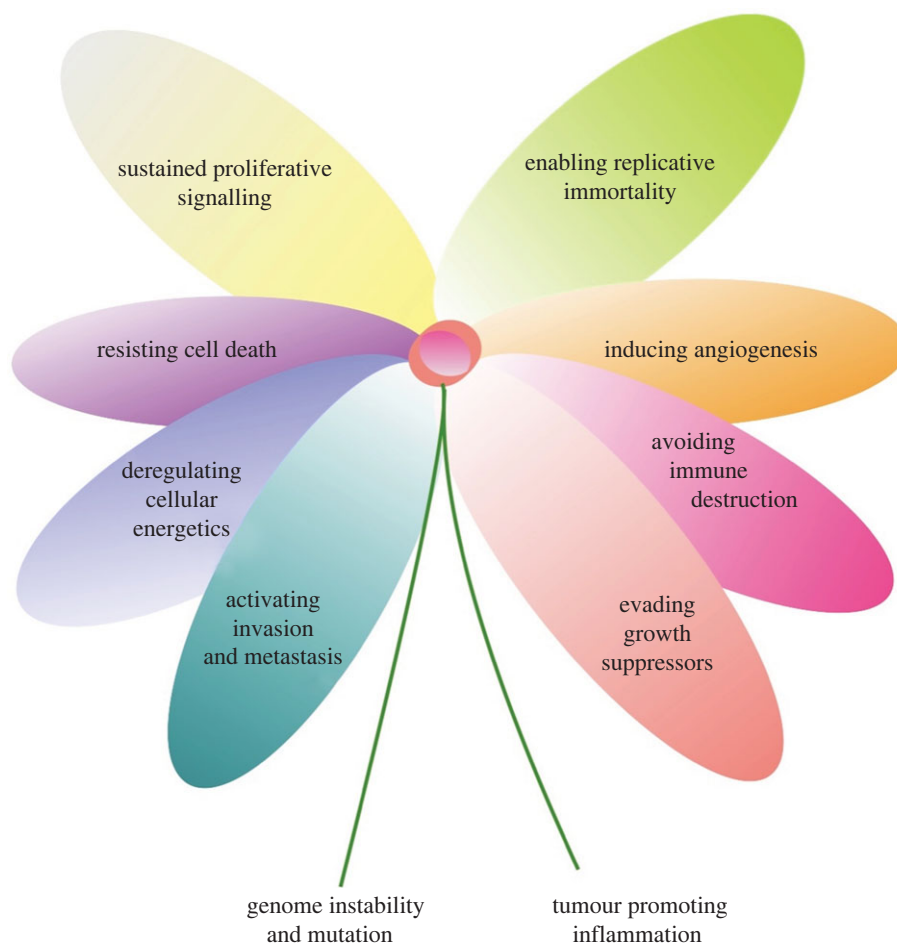 sustained proliferative
signalling
enabling replicative
immortality
resisting cell death
inducing angiogenesis
deregulating
cellular
energetics
avoiding
immune
destruction
activating
invasion
and metastasis
evading
growth
suppressors
genome instability
and mutation
tumour promoting
inflammation